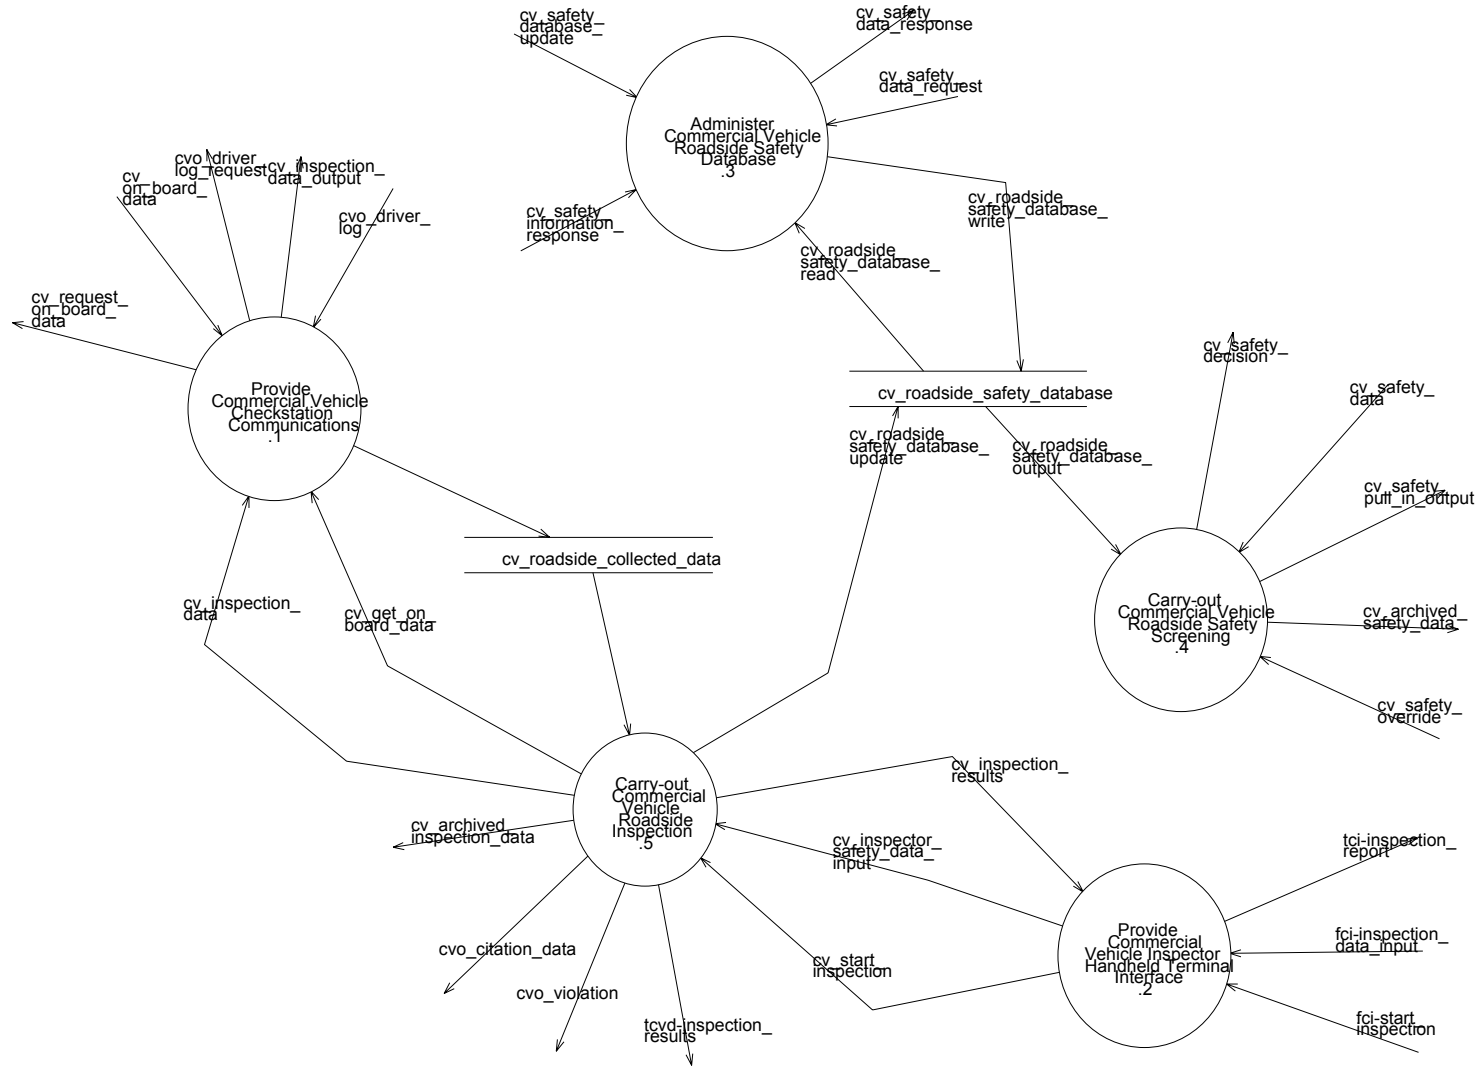 cv_safety_
database_
update
cv_safety_
data_response
cv_safety_
data_request
Administer
Commercial Vehicle
Roadside Safety
Database
.3
cv_safety_
information_
response
cv_roadside_
safety_database_
write
cv_roadside_
safety_database_
read
cv_
on_board_
data
cvo_driver_
log_request
cv_inspection_
data_output
cvo_driver_
log
cv_request_
on_board_
data
Provide
Commercial Vehicle
Checkstation
Communications
.1
cv_roadside_safety_database
cv_safety_
decision
cv_safety_
data
cv_roadside_
safety_database_
update
cv_roadside_
safety_database_
output
cv_safety_
pull_in_output
cv_roadside_collected_data
cv_inspection_
data
cv_get_on_
board_data
Carry-out
Commercial Vehicle
Roadside Safety
Screening
.4
cv_archived_
safety_data_
cv_safety_
override
Carry-out
Commercial
Vehicle
Roadside
Inspection
.5
cv_inspection_
results
cv_archived_
inspection_data
cv_inspector_
safety_data_
input
tci-inspection_
report
cvo_citation_data
cv_start_
inspection
Provide
Commercial
Vehicle Inspector
Handheld Terminal
Interface
.2
fci-inspection_
data_input
cvo_violation
tcvd-inspection_
results
fci-start_
inspection